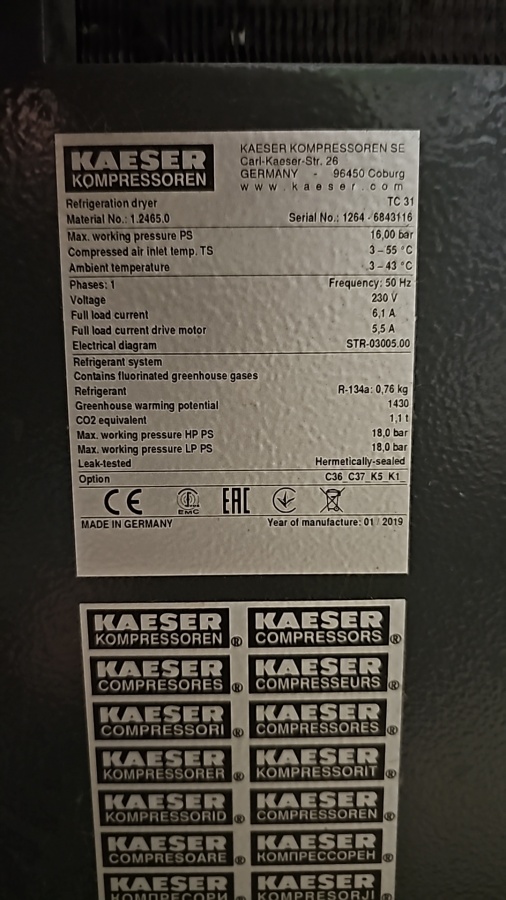 KAESER
KOMPRESSOREN
KAESER KOMPRESSOREN SE
Carl-Kaeser-Str. 26
GERMANY - 96450 Coburg
www.kaeser.com
Refrigeration dryer TC 31
Material No.: 1.2465.0 Serial No.: 1264 - 6843116
Max. working pressure PS 16,00 bar
Compressed air inlet temp. TS 3 – 55 °C
Ambient temperature 3 – 43 °C
Phases: 1 Frequency: 50 Hz
Voltage 230 V
Full load current 6,1 A
Full load current drive motor 5,5 A
Electrical diagram STR-03005.00
Refrigerant system
Contains fluorinated greenhouse gases
Refrigerant R-134a: 0,76 kg
Greenhouse warming potential 1430
CO2 equivalent 1,1 t
Max. working pressure HP PS 18,0 bar
Max. working pressure LP PS 18,0 bar
Leak-tested Hermetically-sealed
Option C36 C37 K5 K1
CE EMC EAC
MADE IN GERMANY Year of manufacture: 01 / 2019
KAESER KAESER
KOMPRESSOREN ® COMPRESSORS ®
KAESER KAESER
COMPRESORES ® COMPRESSEURS ®
KAESER KAESER
COMPRESSORI ® COMPRESSORES ®
KAESER KAESER
KOMPRESSORER ® KOMPRESSORIT ®
KAESER KAESER
KOMPRESSORID ® COMPRESSOREN ®
KAESER KAESER
COMPRESOARE ® КОМПРЕССОРЕН ®
KAESER KAESER
КОМПРЕСОРИ KOMPRESORJI